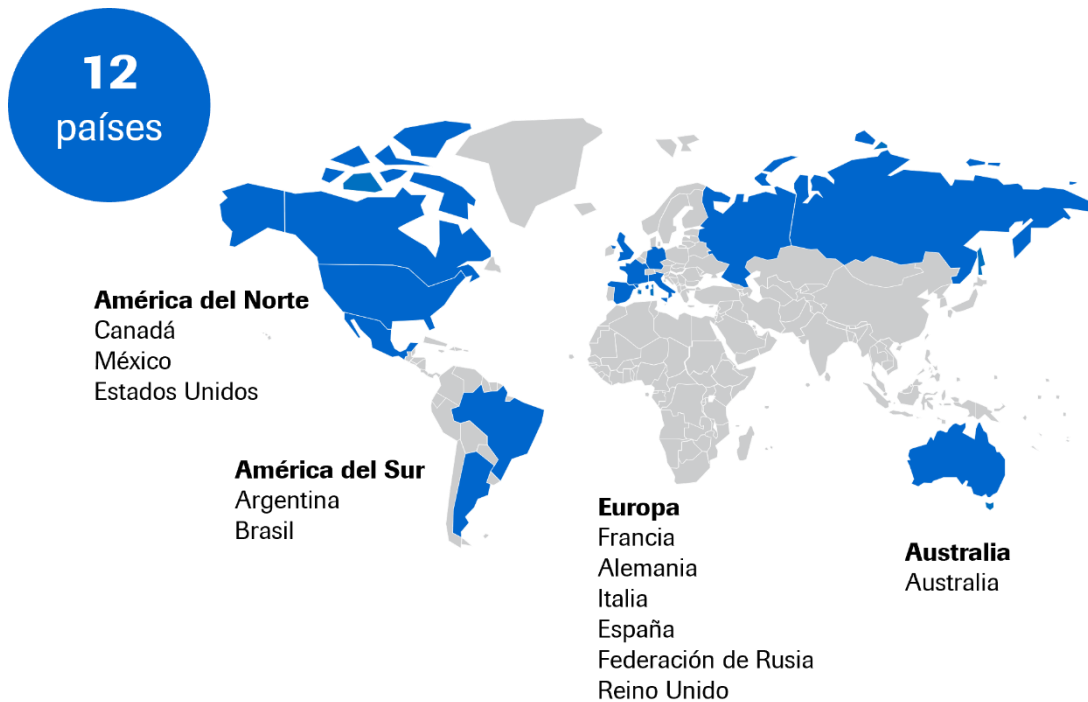 12
países
América del Norte
Canadá
México
Estados Unidos
América del Sur
Argentina
Brasil
Europa
Francia
Alemania
Italia
España
Federación de Rusia
Reino Unido
Australia
Australia